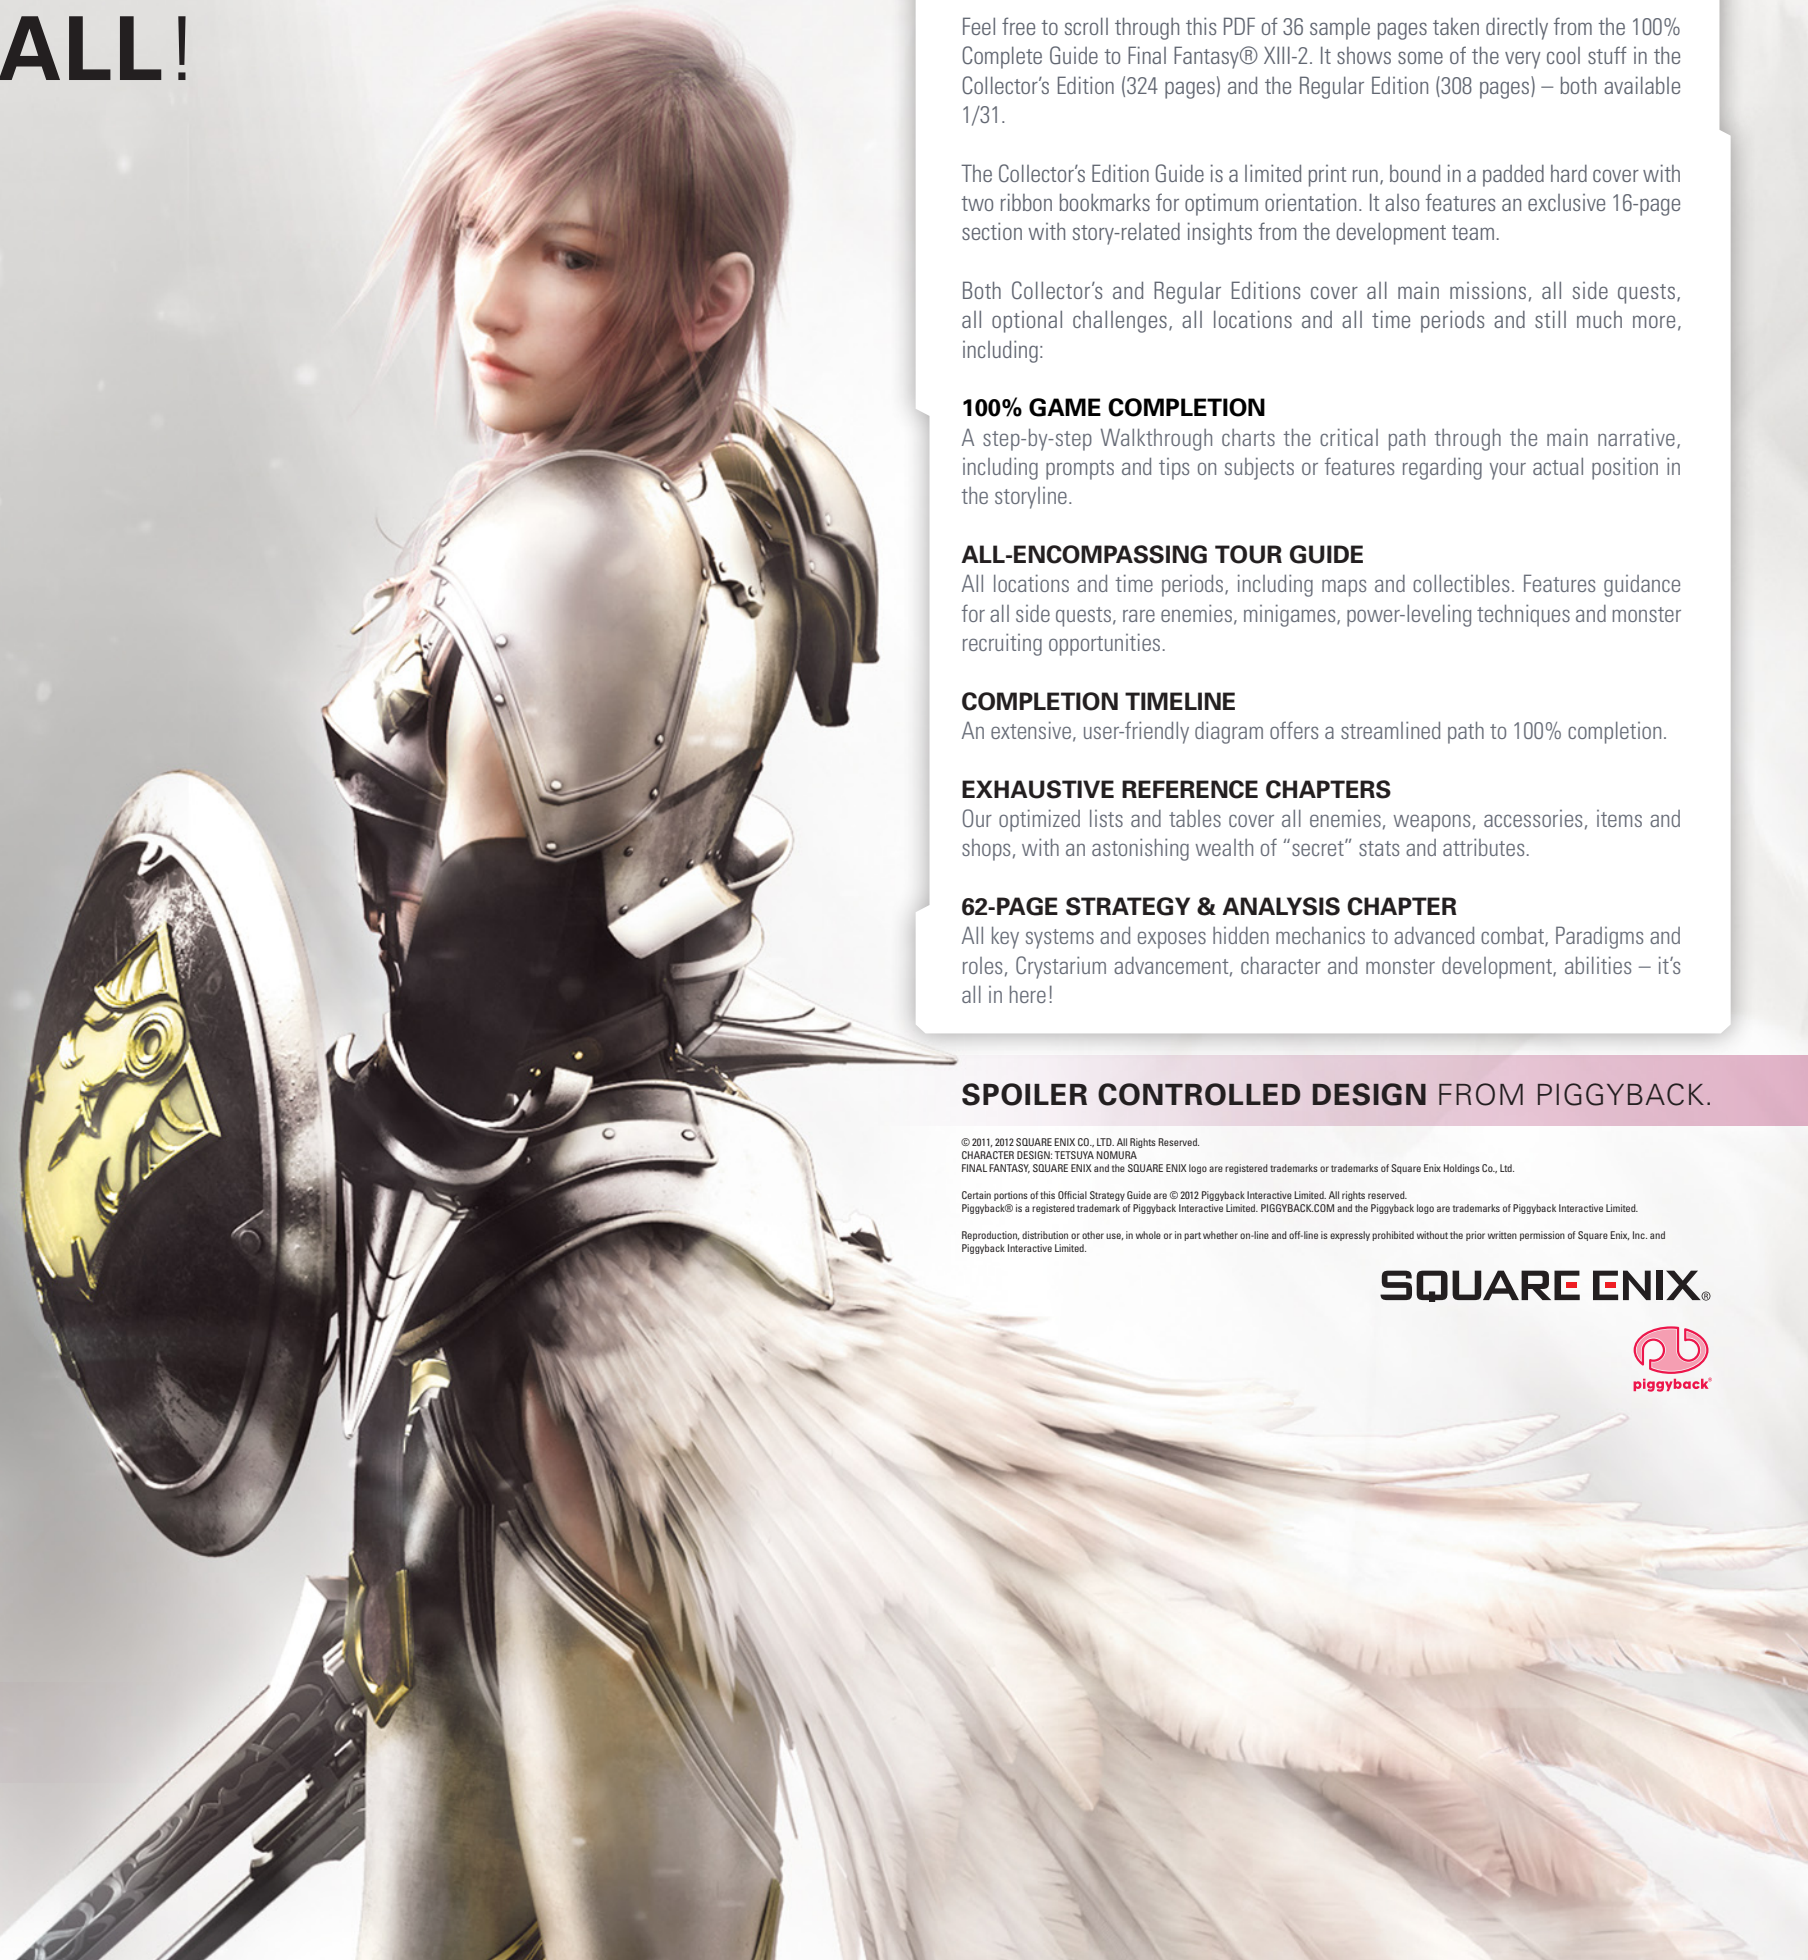 ALL!
Feel free to scroll through this PDF of 36 sample pages taken directly from the 100%
Complete Guide to Final Fantasy® XIII-2. It shows some of the very cool stuff in the
Collector’s Edition (324 pages) and the Regular Edition (308 pages) – both available
1/31.
The Collector’s Edition Guide is a limited print run, bound in a padded hard cover with
two ribbon bookmarks for optimum orientation. It also features an exclusive 16-page
section with story-related insights from the development team.
Both Collector’s and Regular Editions cover all main missions, all side quests,
all optional challenges, all locations and all time periods and still much more,
including:
100% GAME COMPLETION
A step-by-step Walkthrough charts the critical path through the main narrative,
including prompts and tips on subjects or features regarding your actual position in
the storyline.
ALL-ENCOMPASSING TOUR GUIDE
All locations and time periods, including maps and collectibles. Features guidance
for all side quests, rare enemies, minigames, power-leveling techniques and monster
recruiting opportunities.
COMPLETION TIMELINE
An extensive, user-friendly diagram offers a streamlined path to 100% completion.
EXHAUSTIVE REFERENCE CHAPTERS
Our optimized lists and tables cover all enemies, weapons, accessories, items and
shops, with an astonishing wealth of “secret” stats and attributes.
62-PAGE STRATEGY & ANALYSIS CHAPTER
All key systems and exposes hidden mechanics to advanced combat, Paradigms and
roles, Crystarium advancement, character and monster development, abilities – it’s
all in here!
SPOILER CONTROLLED DESIGN FROM PIGGYBACK.
© 2011, 2012 SQUARE ENIX CO., LTD. All Rights Reserved.
CHARACTER DESIGN: TETSUYA NOMURA
FINAL FANTASY, SQUARE ENIX and the SQUARE ENIX logo are registered trademarks or trademarks of Square Enix Holdings Co., Ltd.
Certain portions of this Official Strategy Guide are © 2012 Piggyback Interactive Limited. All rights reserved.
Piggyback® is a registered trademark of Piggyback Interactive Limited. PIGGYBACK.COM and the Piggyback logo are trademarks of Piggyback Interactive Limited.
Reproduction, distribution or other use, in whole or in part whether on-line and off-line is expressly prohibited without the prior written permission of Square Enix, Inc. and
Piggyback Interactive Limited.
SQUARE ENIX®
piggyback®